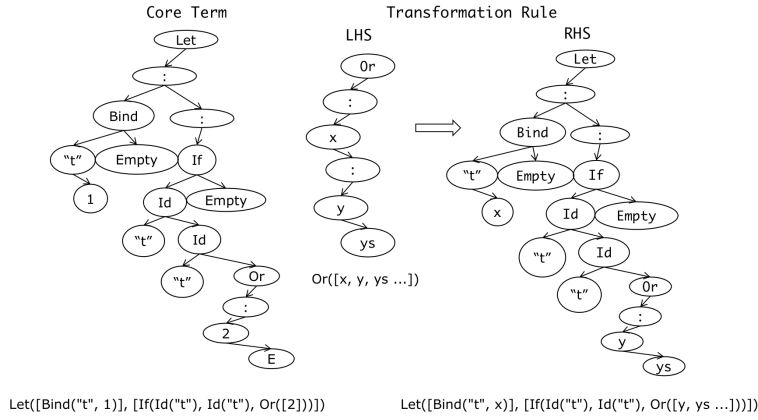 Core Term
Transformation Rule
LHS
RHS
Let
:
Bind
:
“t”
Empty
If
1
Id
Empty
“t”
Id
“t”
Or
:
2
E
Or
:
x
:
y
ys
Or([x, y, ys ...])
Let
:
Bind
:
“t”
Empty
If
x
Id
Empty
“t”
Id
“t”
Or
:
y
ys
Let([Bind("t", 1)], [If(Id("t"), Id("t"), Or([2]))])
Let([Bind("t", x)], [If(Id("t"), Id("t"), Or([y, ys ...]))])